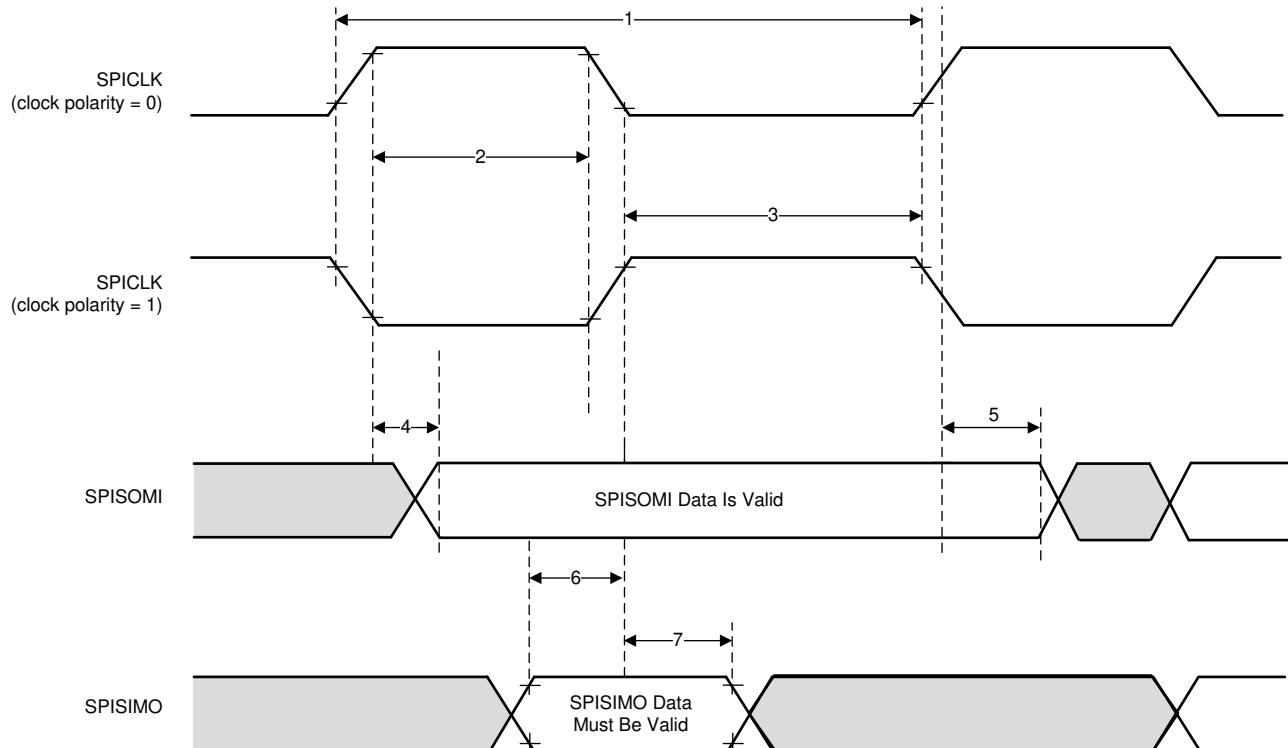 1
SPICLK
(clock polarity = 0)
2
3
SPICLK
(clock polarity = 1)
4
5
SPISOMI
SPISOMI Data Is Valid
6
7
SPISIMO
SPISIMO Data
Must Be Valid